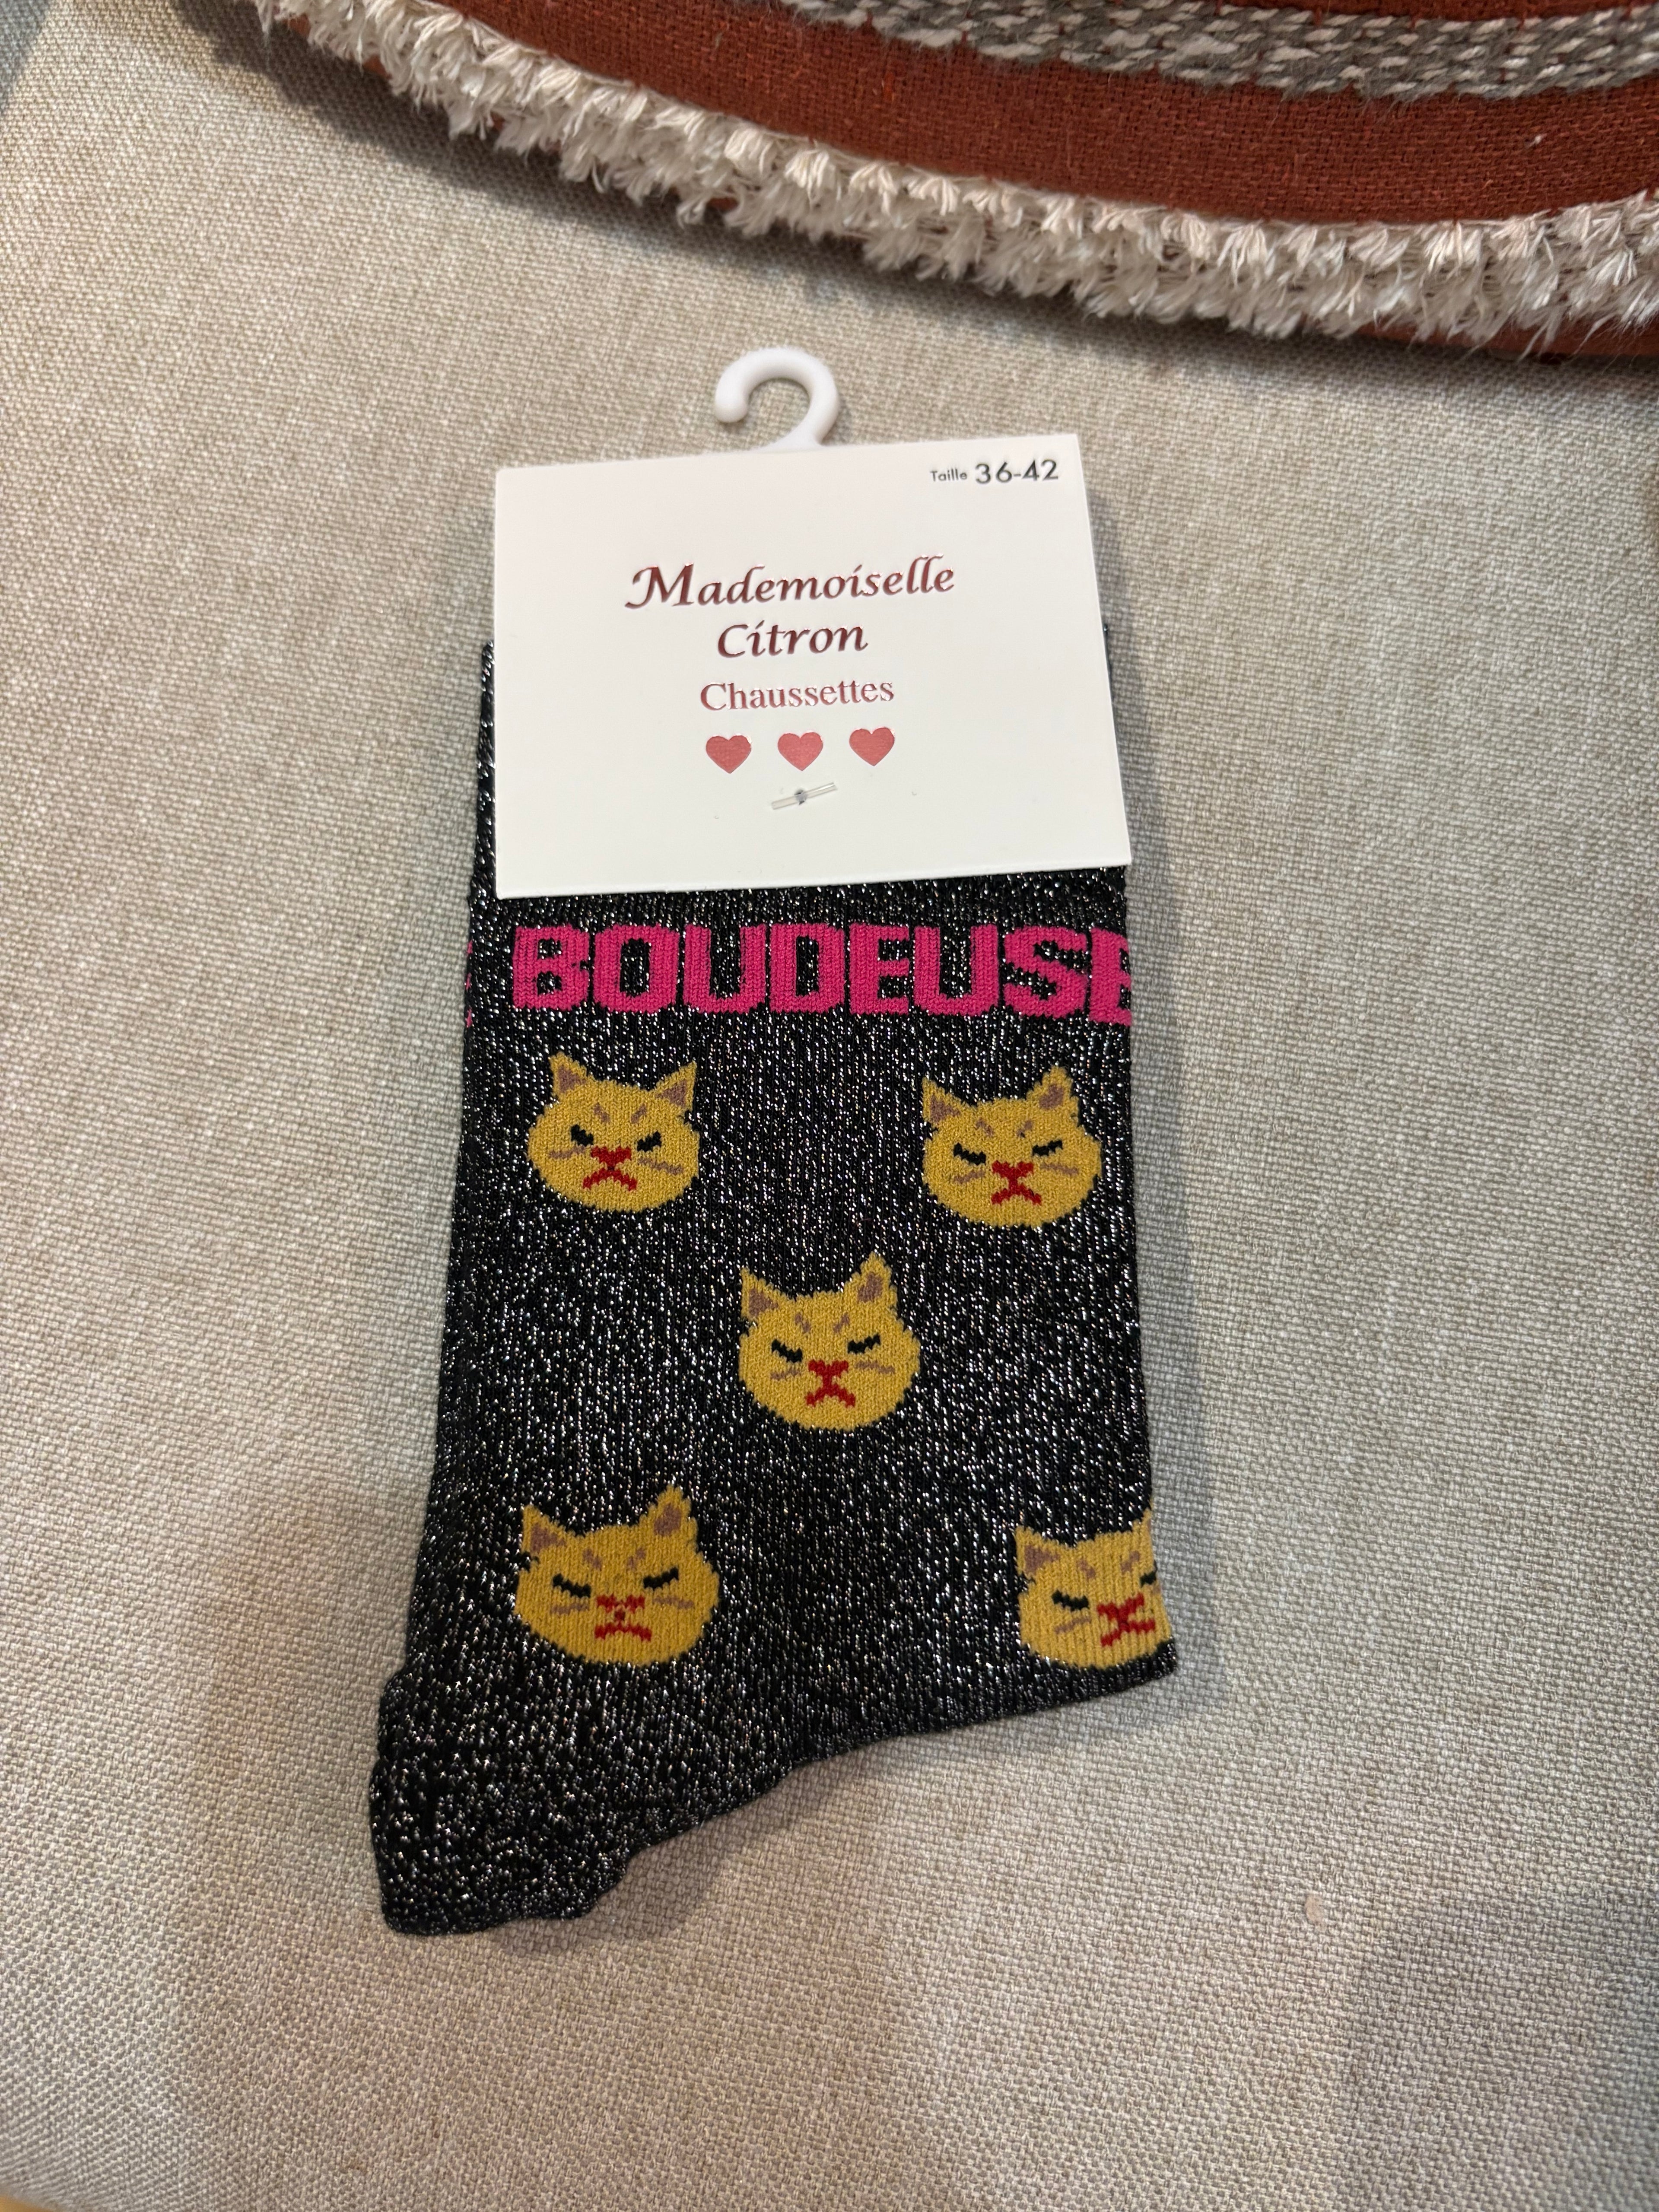 Taille 36-42
Mademoiselle
Citron
Chaussettes
BOUDEUSE